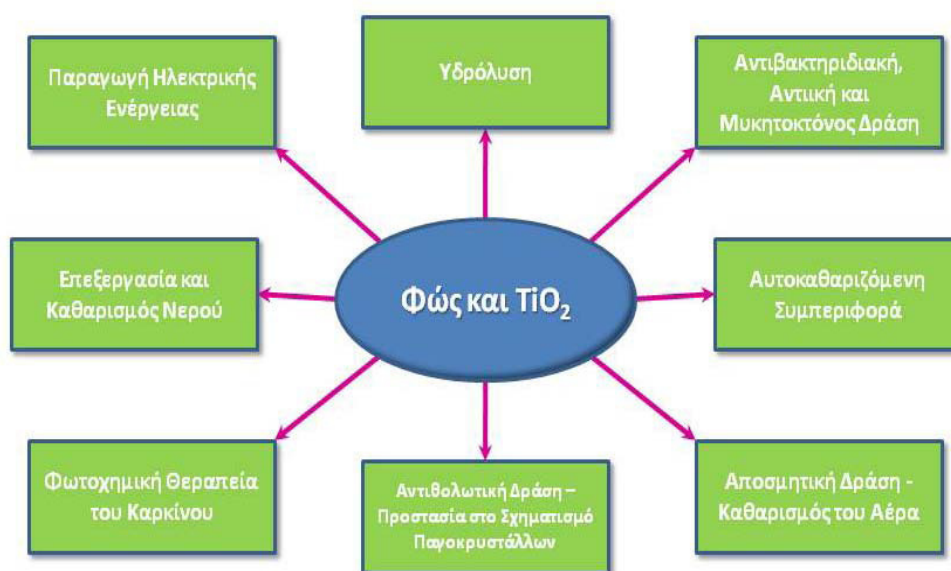 Παραγωγή Ηλεκτρικής
Ενέργειας
Υδρόλυση
Αντιβακτηριδιακή,
Αντιική και
Μυκητοκτόνος Δράση
Επεξεργασία και
Καθαρισμός Νερού
Φώς και TiO₂
Αυτοκαθαριζόμενη
Συμπεριφορά
Φωτοχημική Θεραπεία
του Καρκίνου
Αντιθολωτική Δράση –
Προστασία στο Σχηματισμό
Παγοκρυστάλλων
Αποσμητική Δράση -
Καθαρισμός του Αέρα